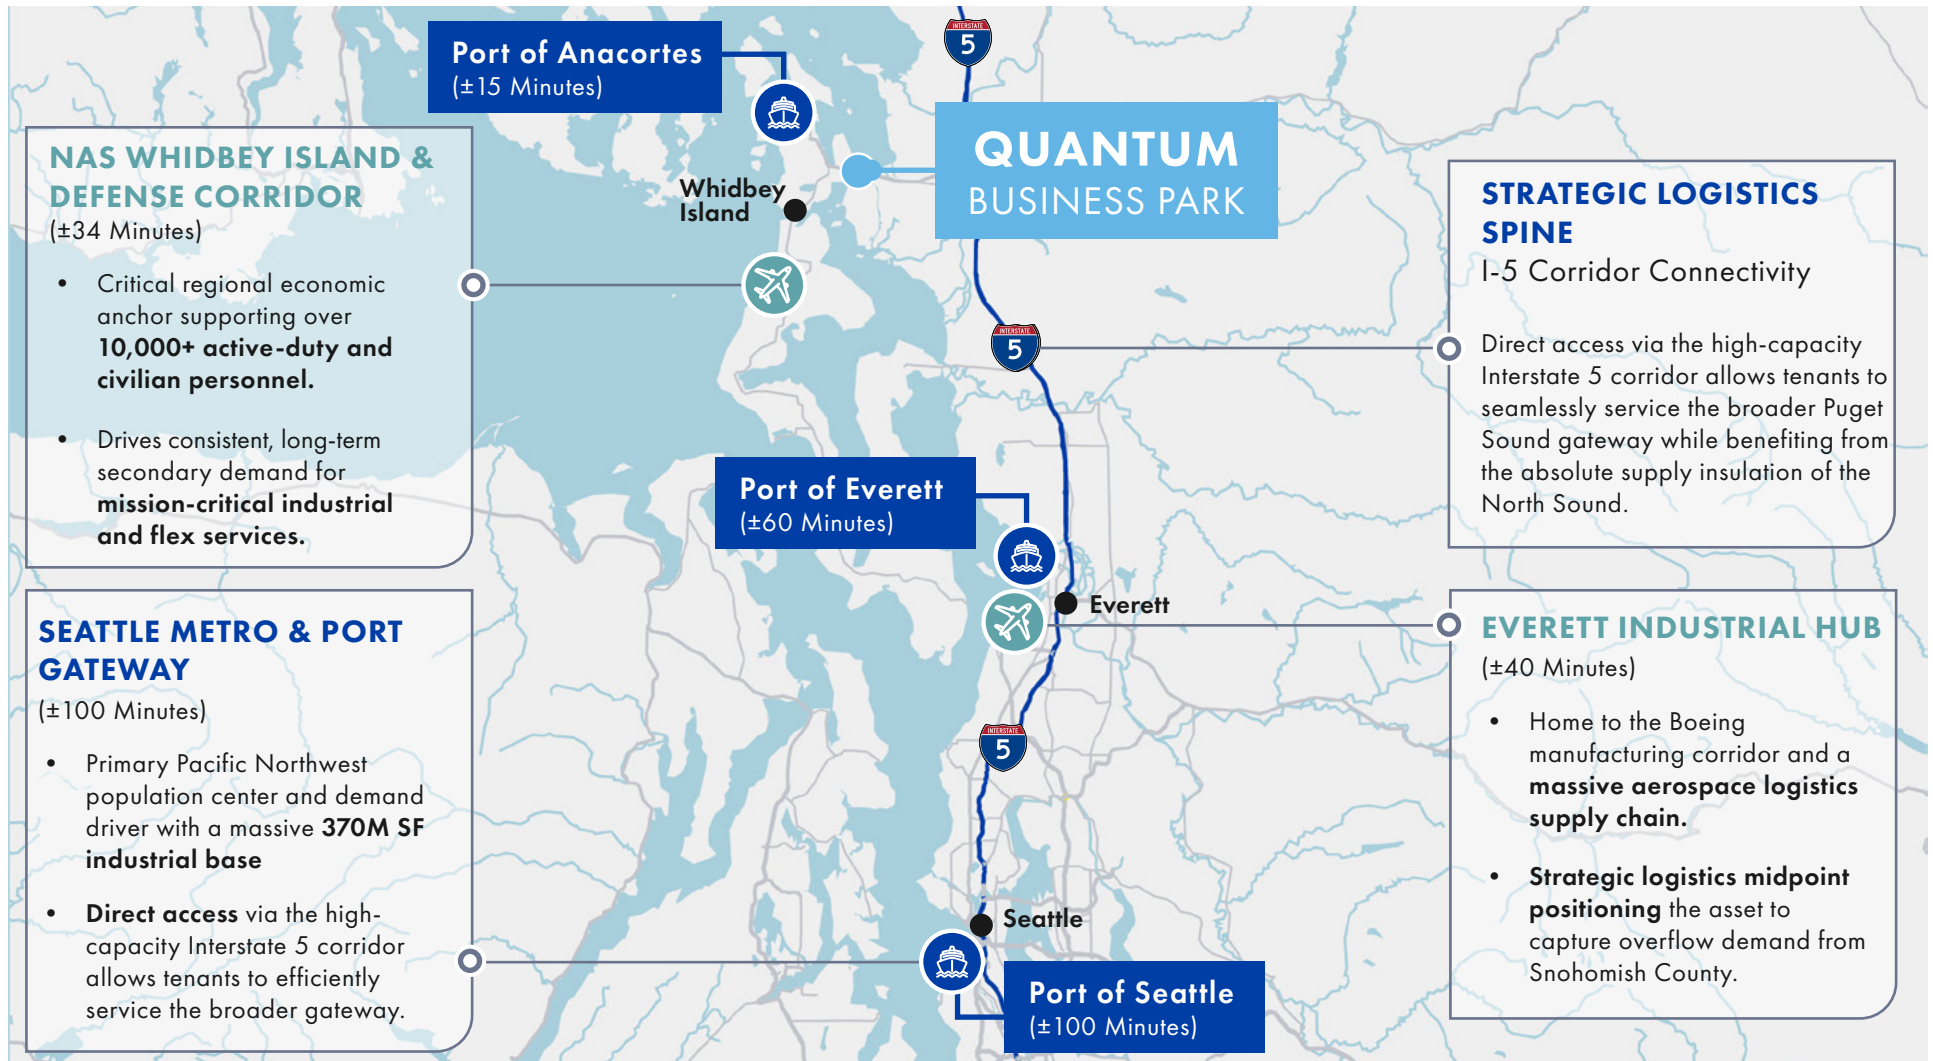 INTERSTATE
5
Port of Anacortes
(±15 Minutes)
QUANTUM
BUSINESS PARK
NAS WHIDBEY ISLAND &
DEFENSE CORRIDOR
(±34 Minutes)
• Critical regional economic
anchor supporting over
10,000+ active-duty and
civilian personnel.
• Drives consistent, long-term
secondary demand for
mission-critical industrial
and flex services.
Whidbey
Island
STRATEGIC LOGISTICS
SPINE
I-5 Corridor Connectivity
Direct access via the high-capacity
Interstate 5 corridor allows tenants to
seamlessly service the broader Puget
Sound gateway while benefiting from
the absolute supply insulation of the
North Sound.
INTERSTATE
5
Port of Everett
(±60 Minutes)
Everett
SEATTLE METRO & PORT
GATEWAY
(±100 Minutes)
• Primary Pacific Northwest
population center and demand
driver with a massive 370M SF
industrial base
• Direct access via the high-
capacity Interstate 5 corridor
allows tenants to efficiently
service the broader gateway.
EVERETT INDUSTRIAL HUB
(±40 Minutes)
• Home to the Boeing
manufacturing corridor and a
massive aerospace logistics
supply chain.
• Strategic logistics midpoint
positioning the asset to
capture overflow demand from
Snohomish County.
INTERSTATE
5
Seattle
Port of Seattle
(±100 Minutes)